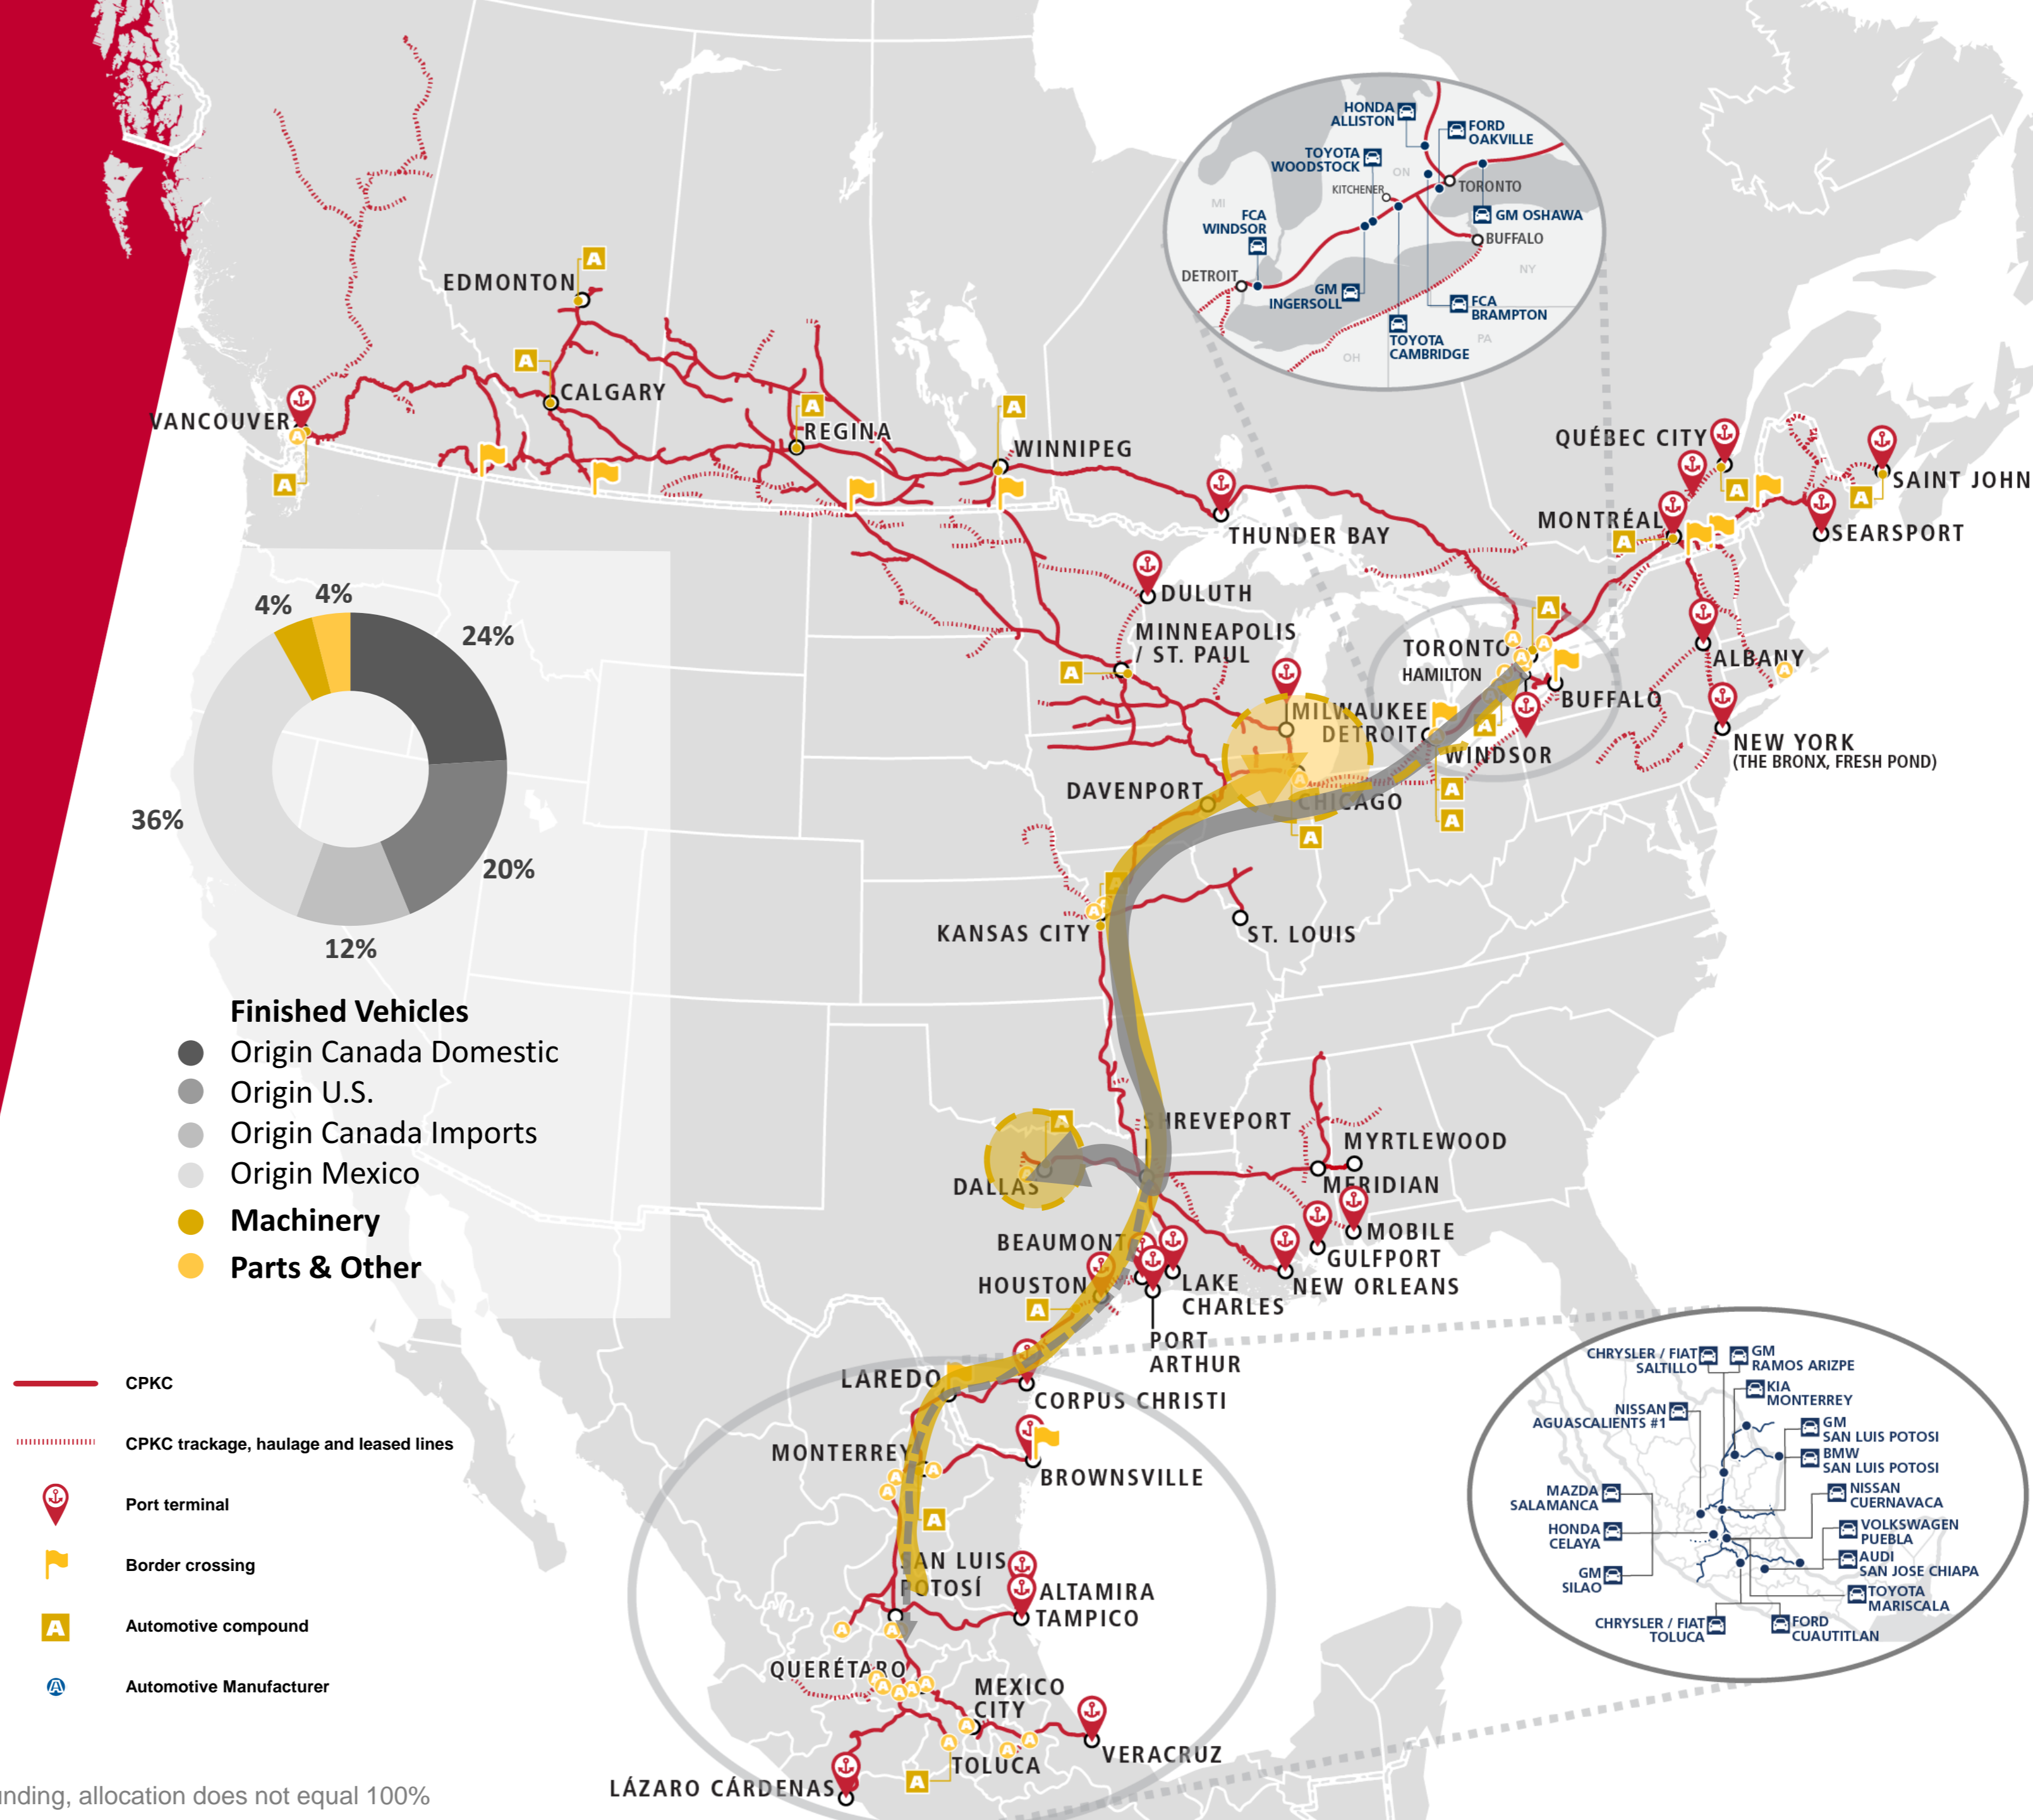 HONDA
ALLISTON
FORD
OAKVILLE
TOYOTA
WOODSTOCK
ON
KITCHENER
TORONTO
MI
FCA
WINDSOR
GM OSHAWA
BUFFALO
NY
DETROIT
GM
INGERSOLL
FCA
BRAMPTON
TOYOTA
CAMBRIDGE
PA
OH
EDMONTON
A
A
CALGARY
VANCOUVER
A
A
A
REGINA
A
WINNIPEG
THUNDER BAY
QUÉBEC CITY
A
A
SAINT JOHN
MONTRÉAL
A
SEARSPORT
DULUTH
MINNEAPOLIS
/ ST. PAUL
A
A
TORONTO
A
A
A
A
HAMILTON
BUFFALO
ALBANY
A
MILWAUKEE
DETROIT
A
WINDSOR
NEW YORK
(THE BRONX, FRESH POND)
DAVENPORT
A
CHICAGO
A
A
A
A
A
A
KANSAS CITY
ST. LOUIS
4%
4%
24%
36%
20%
12%
Finished Vehicles
Origin Canada Domestic
Origin U.S.
Origin Canada Imports
Origin Mexico
Machinery
Parts & Other
A
SHREVEPORT
MYRTLEWOOD
DALLAS
MERIDIAN
BEAUMONT
MOBILE
GULFPORT
HOUSTON
LAKE
CHARLES
NEW ORLEANS
A
PORT
ARTHUR
LAREDO
CORPUS CHRISTI
MONTERREY
A
A
A
BROWNSVILLE
A
SAN LUIS
POTOSÍ
ALTAMIRA
TAMPICO
A
A
QUERÉTARO
A
A
A
A
A
MEXICO
CITY
A
A
A
A
TOLUCA
VERACRUZ
A
LÁZARO CÁRDENAS
CHRYSLER / FIAT
SALTILLO
GM
RAMOS ARIZPE
KIA
MONTERREY
NISSAN
AGUASCALIENTS #1
GM
SAN LUIS POTOSI
BMW
SAN LUIS POTOSI
MAZDA
SALAMANCA
NISSAN
CUERNAVACA
HONDA
CELAYA
VOLKSWAGEN
PUEBLA
GM
SILAO
AUDI
SAN JOSE CHIAPA
TOYOTA
MARISCALA
CHRYSLER / FIAT
TOLUCA
FORD
CUAUTITLAN
CPKC
CPKC trackage, haulage and leased lines
Port terminal
Border crossing
A
Automotive compound
A
Automotive Manufacturer
unding, allocation does not equal 100%